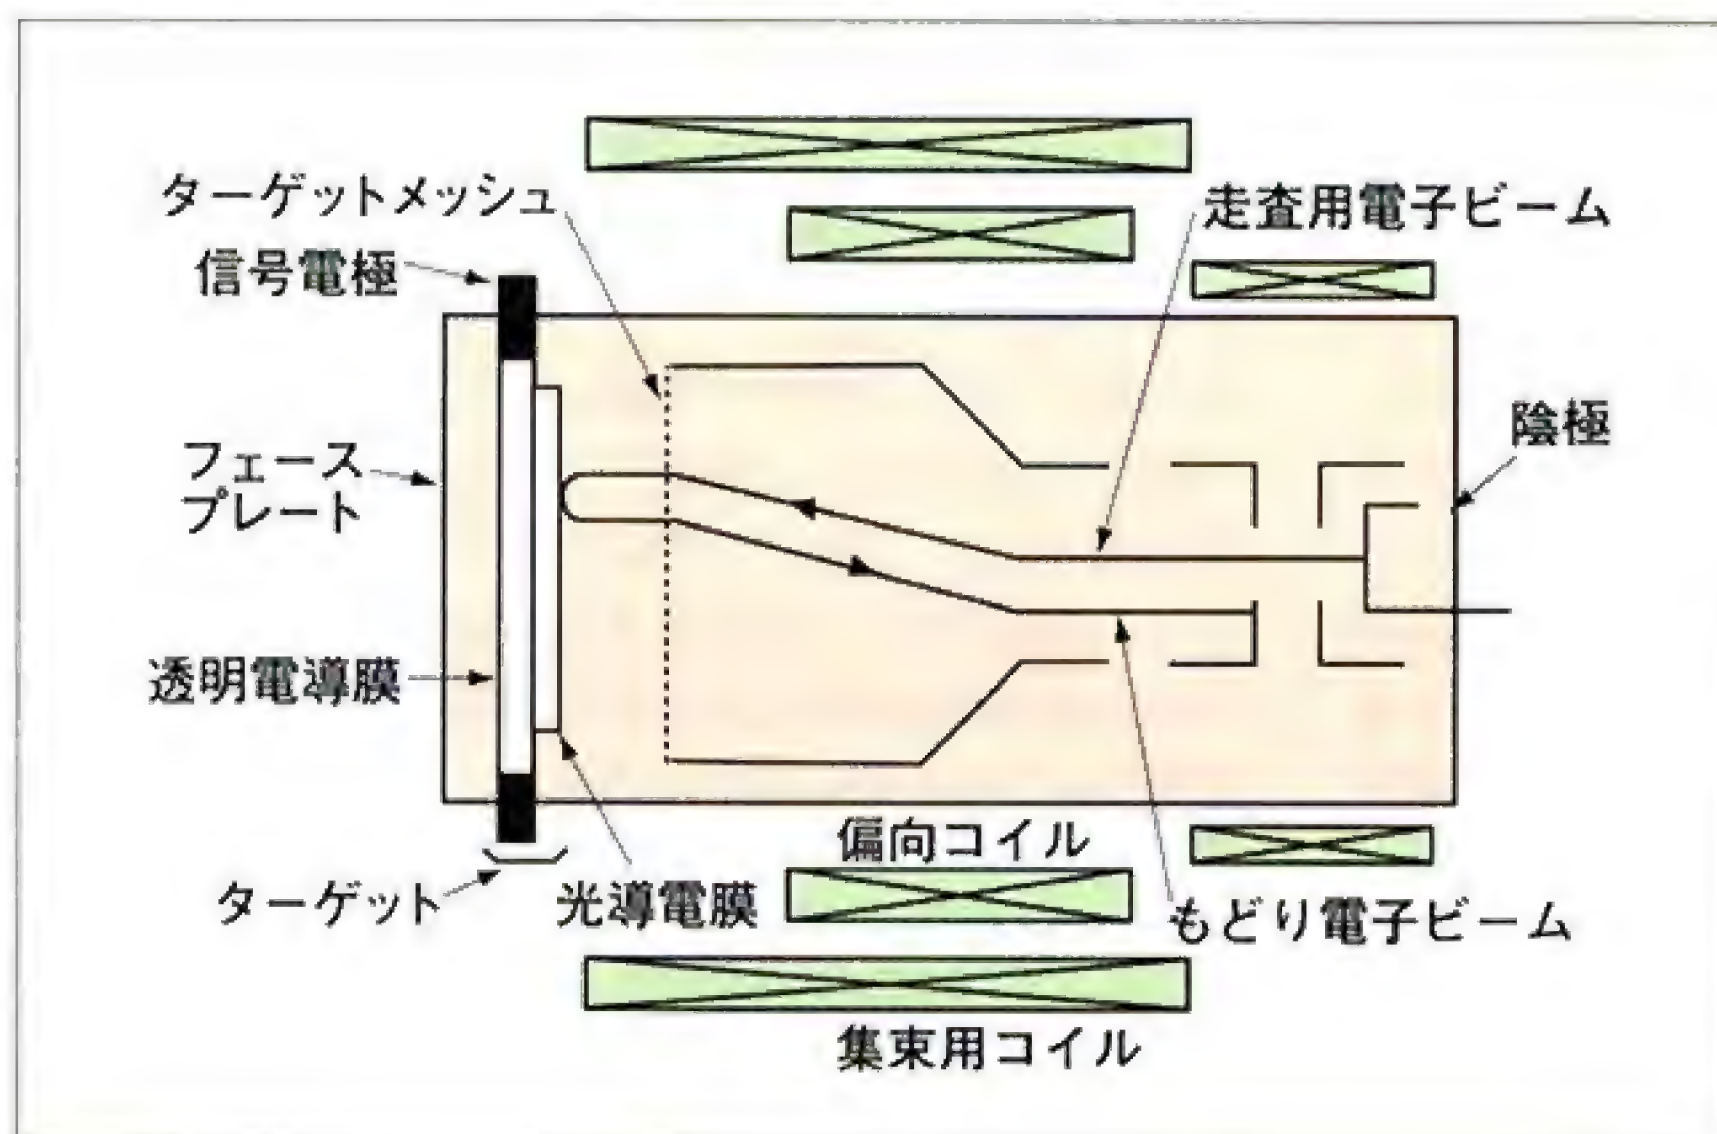 ターゲットメッシュ
走査用電子ビーム
信号電極
陰極
フェース
プレート
透明電導膜
偏向コイル
ターゲット
光導電膜
もどり電子ビーム
集束用コイル